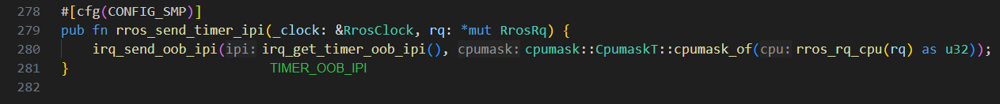 278 #[cfg(CONFIG_SMP)]
279 pub fn rros_send_timer_ipi(_clock: &RrosClock, rq: *mut RrosRq) {
280     irq_send_oob_ipi(ipi: irq_get_timer_oob_ipi(), cpumask: cpumask::CpumaskT::cpumask_of(cpu: rros_rq_cpu(rq) as u32));
281 } TIMER_OOB_IPI
282